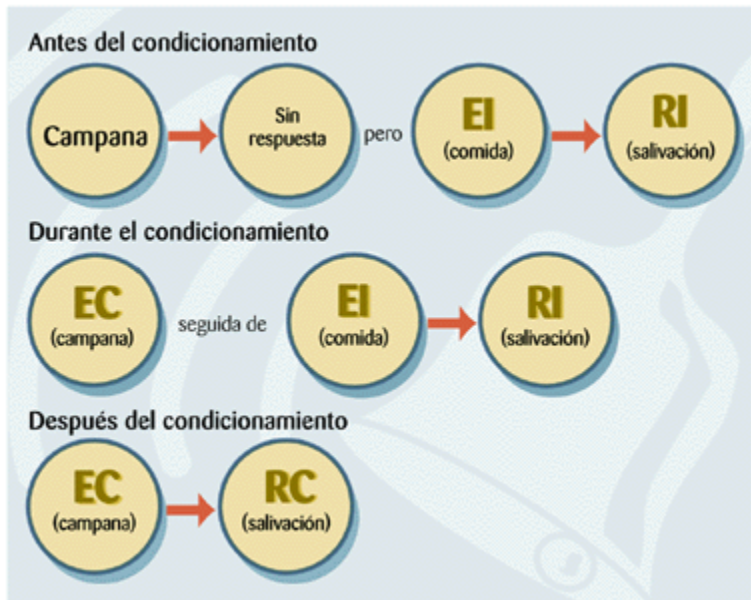 Antes del condicionamiento
Campana
Sin
respuesta
pero
EI
(comida)
RI
(salivación)
Durante el condicionamiento
EC
(campana)
seguida de
EI
(comida)
RI
(salivación)
Después del condicionamiento
EC
(campana)
RC
(salivación)